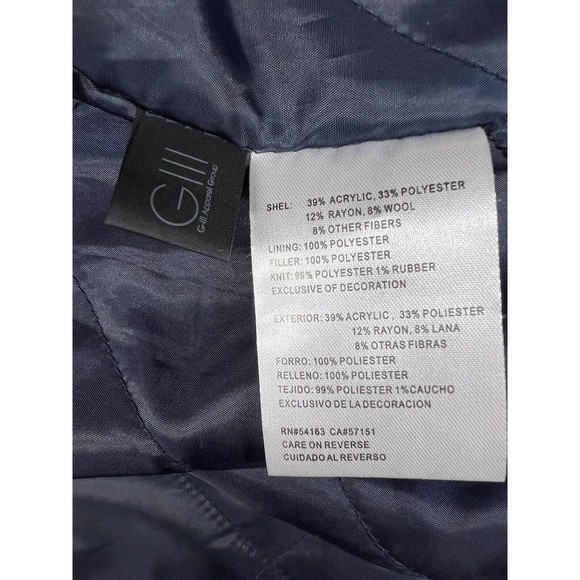 GIII
G-III Apparel Group
SHEL: 39% ACRYLIC, 33% POLYESTER
12% RAYON, 8% WOOL
8% OTHER FIBERS
LINING: 100% POLYESTER
FILLER: 100% POLYESTER
KNIT: 99% POLYESTER 1% RUBBER
EXCLUSIVE OF DECORATION
EXTERIOR: 39% ACRYLIC, 33% POLIESTER
12% RAYON, 8% LANA
8% OTRAS FIBRAS
FORRO: 100% POLIESTER
RELLENO: 100% POLIESTER
TEJIDO: 99% POLIESTER 1% CAUCHO
EXCLUSIVO DE LA DECORACION
RN#54163 CA#57151
CARE ON REVERSE
CUIDADO AL REVERSO